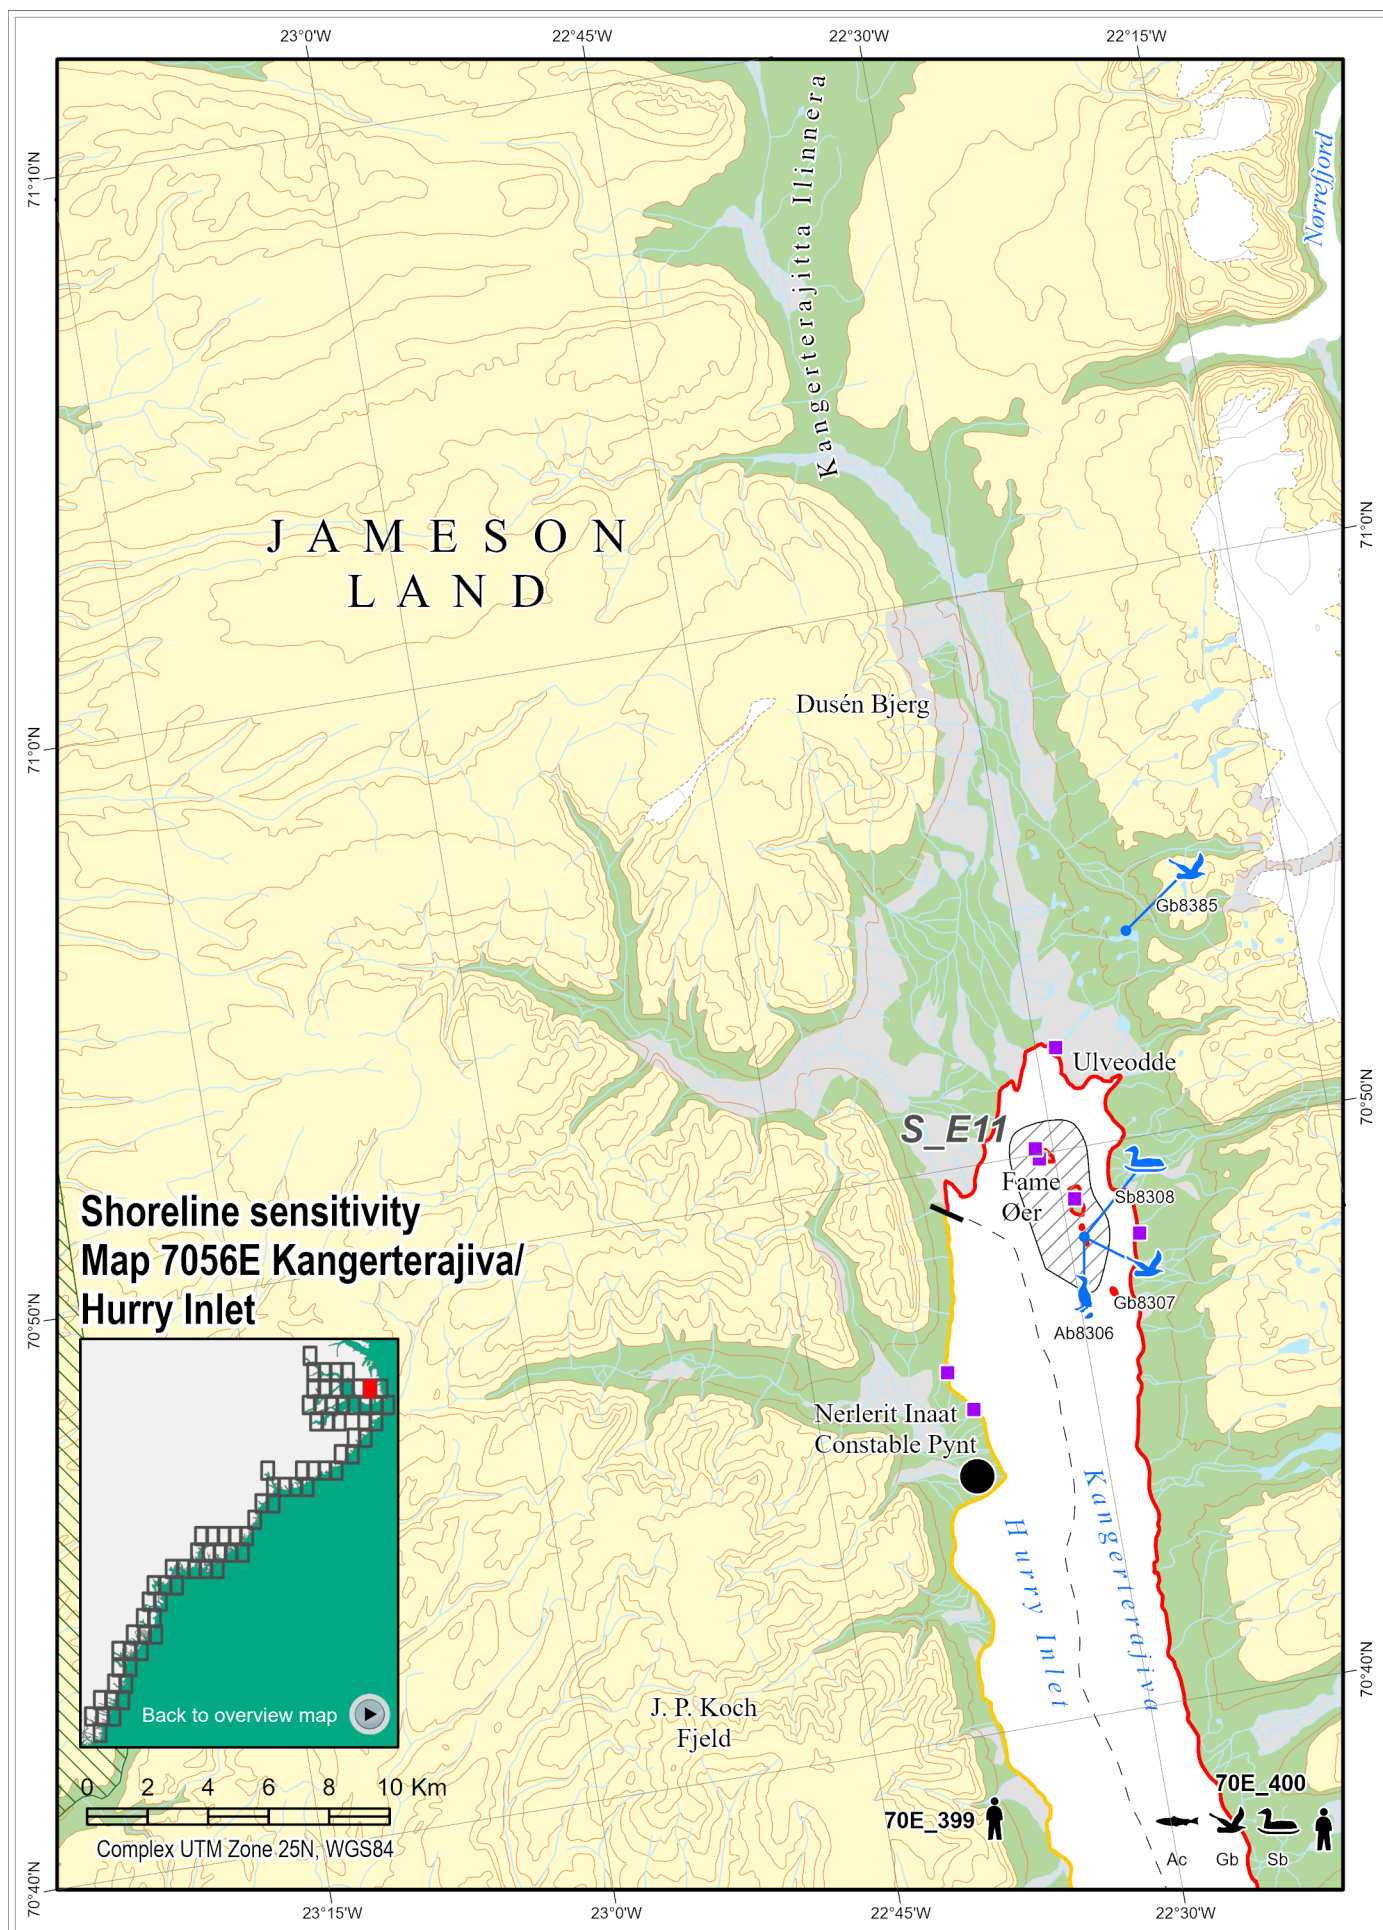 23°0'W
22°45'W
22°30'W
22°15'W
71°10'N
Kangerterajitta Ilinnera
Nørrefjord
JAMESON
LAND
71°0'N
Dusén Bjerg
71°0'N
Gb8385
Ulveodde
70°50'N
S_E11
Fame
Øer
Sb8308
Gb8307
Ab8306
Shoreline sensitivity
Map 7056E Kangerterajiva/
Hurry Inlet
70°50'N
Nerlerit Inaat
Constable Pynt
Hurry Inlet
Kangerterajiva
70°40'N
Back to overview map
J. P. Koch
Fjeld
0 2 4 6 8 10 Km
Complex UTM Zone 25N, WGS84
70E_399
70E_400
Ac Gb Sb
70°40'N
23°15'W
23°0'W
22°45'W
22°30'W